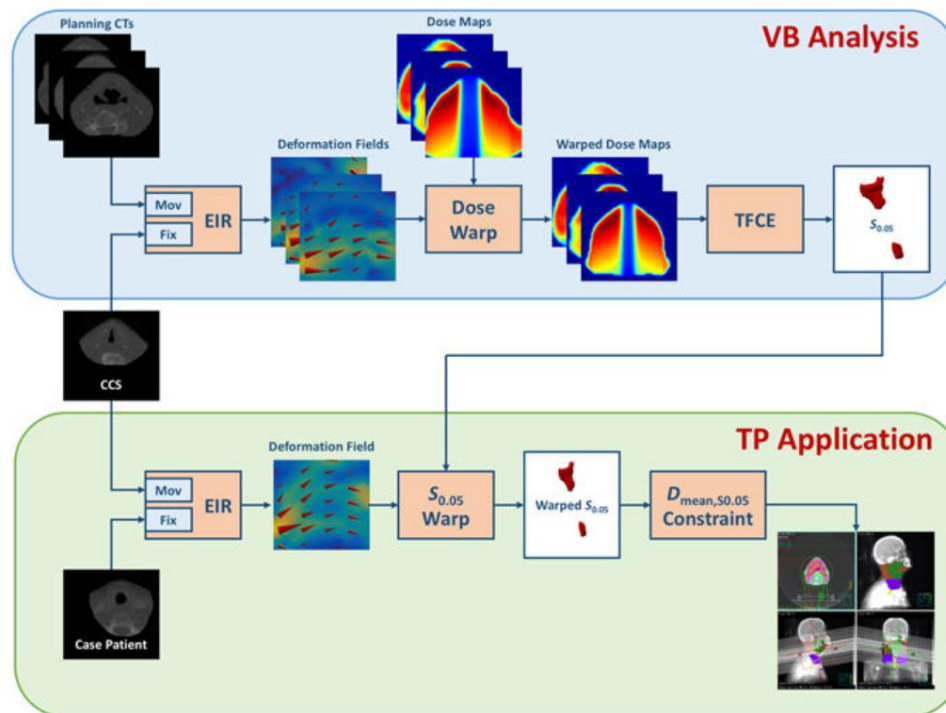 Planning CTs
Dose Maps
VB Analysis
Deformation Fields
Warped Dose Maps
Mov
Fix
EIR
Dose
Warp
TFCE
S0.05
CCS
TP Application
Deformation Field
Mov
Fix
EIR
S0.05
Warp
Warped S0.05
Dmean,S0.05
Constraint
Case Patient